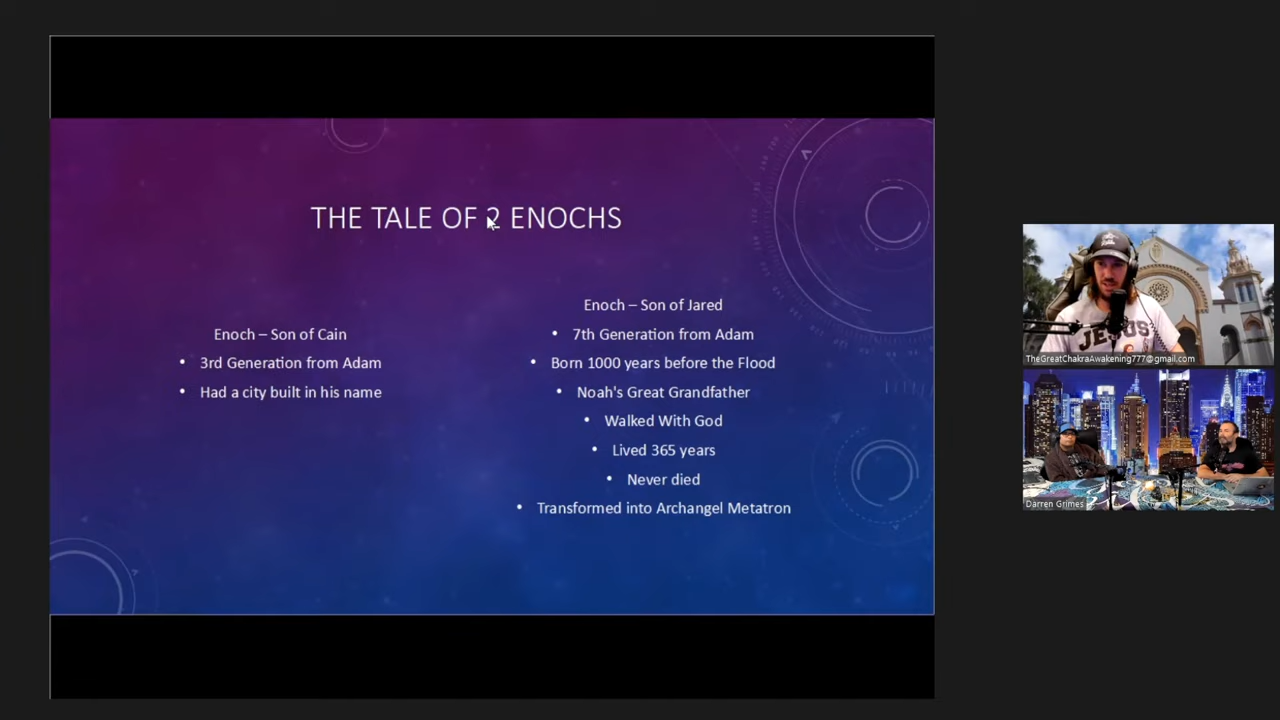 THE TALE OF 2 ENOCHS
Enoch – Son of Cain
• 3rd Generation from Adam
• Had a city built in his name
Enoch – Son of Jared
• 7th Generation from Adam
• Born 1000 years before the Flood
• Noah's Great Grandfather
• Walked With God
• Lived 365 years
• Never died
• Transformed into Archangel Metatron
JESUS
TheGreatChakraAwakening777@gmail.com
Darren Grimes